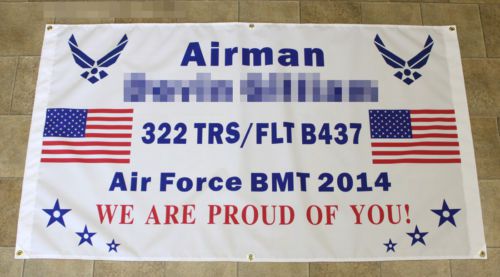 Airman
322 TRS/FLT B437
Air Force BMT 2014
WE ARE PROUD OF YOU!